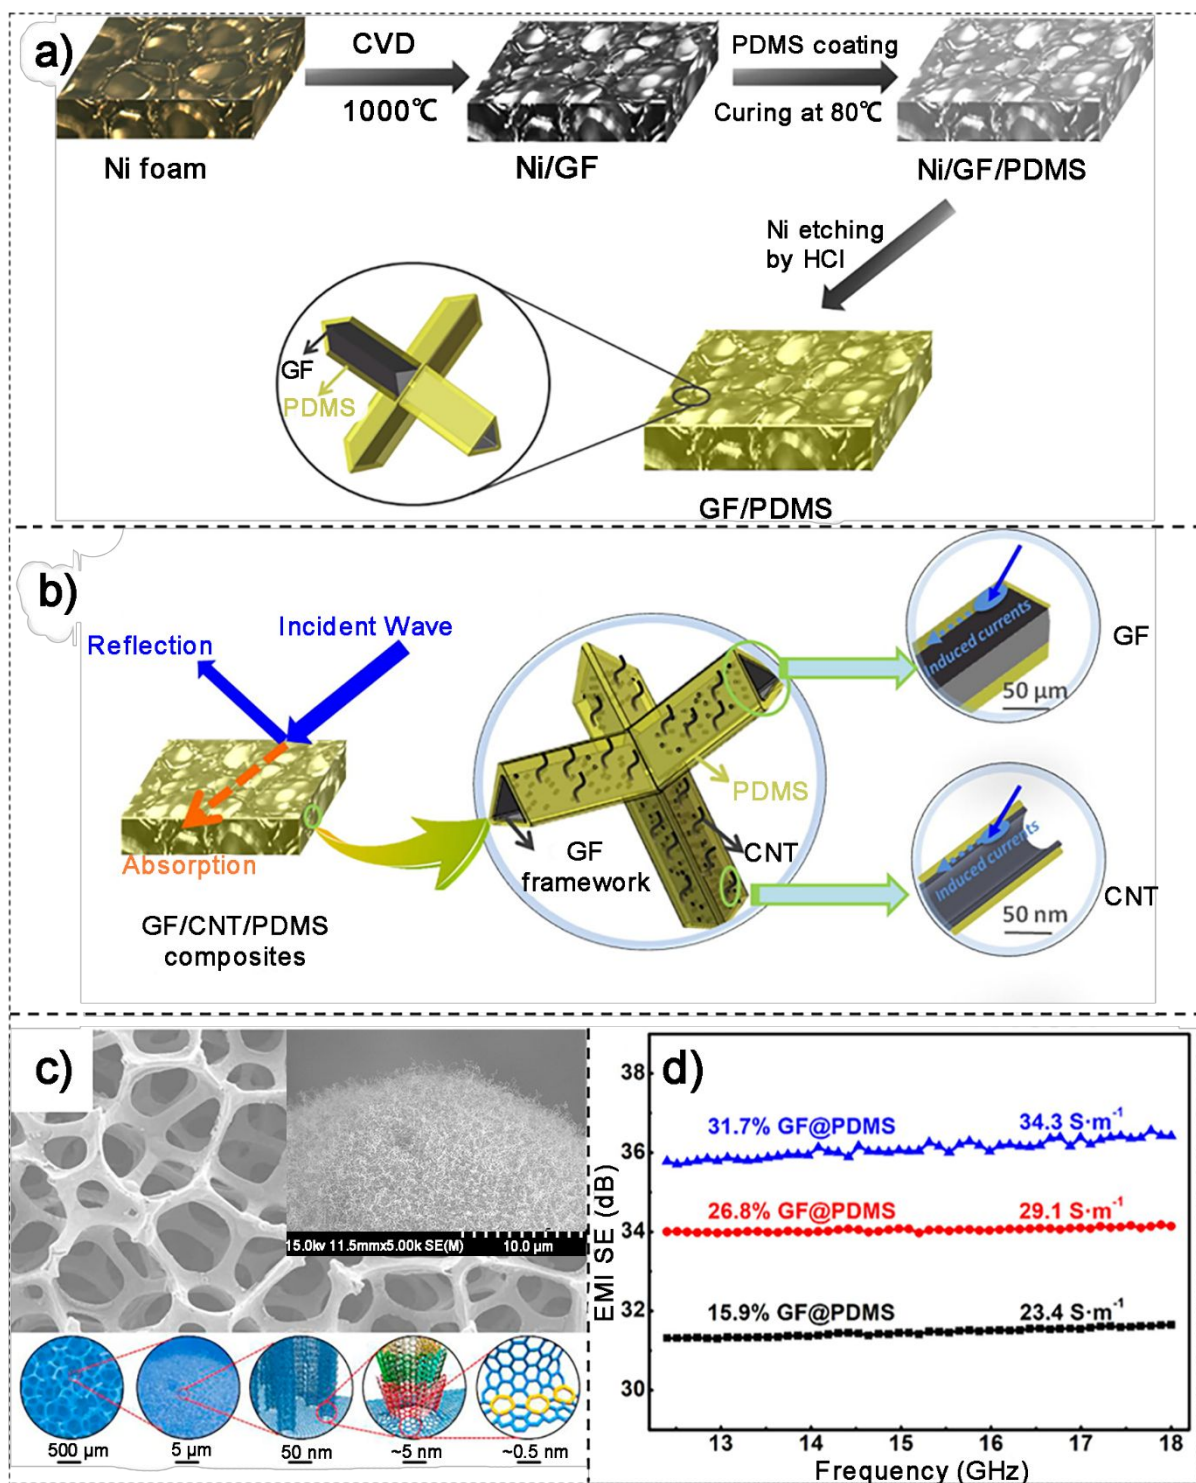 a)
CVD
1000℃
PDMS coating
Curing at 80℃
Ni foam
Ni/GF
Ni/GF/PDMS
Ni etching
by HCl
GF
PDMS
GF/PDMS
b)
Reflection
Incident Wave
Absorption
GF/CNT/PDMS
composites
GF
framework
PDMS
CNT
Induced currents
50 μm
GF
Induced currents
50 nm
CNT
c)
15.0kv 11.5mmx5.00k SE(M)
10.0 μm
500 μm
5 μm
50 nm
~5 nm
~0.5 nm
d)
EMI SE (dB)
38
36
34
32
30
31.7% GF@PDMS
34.3 S·m⁻¹
26.8% GF@PDMS
29.1 S·m⁻¹
15.9% GF@PDMS
23.4 S·m⁻¹
13
14
15
16
17
18
Frequency (GHz)